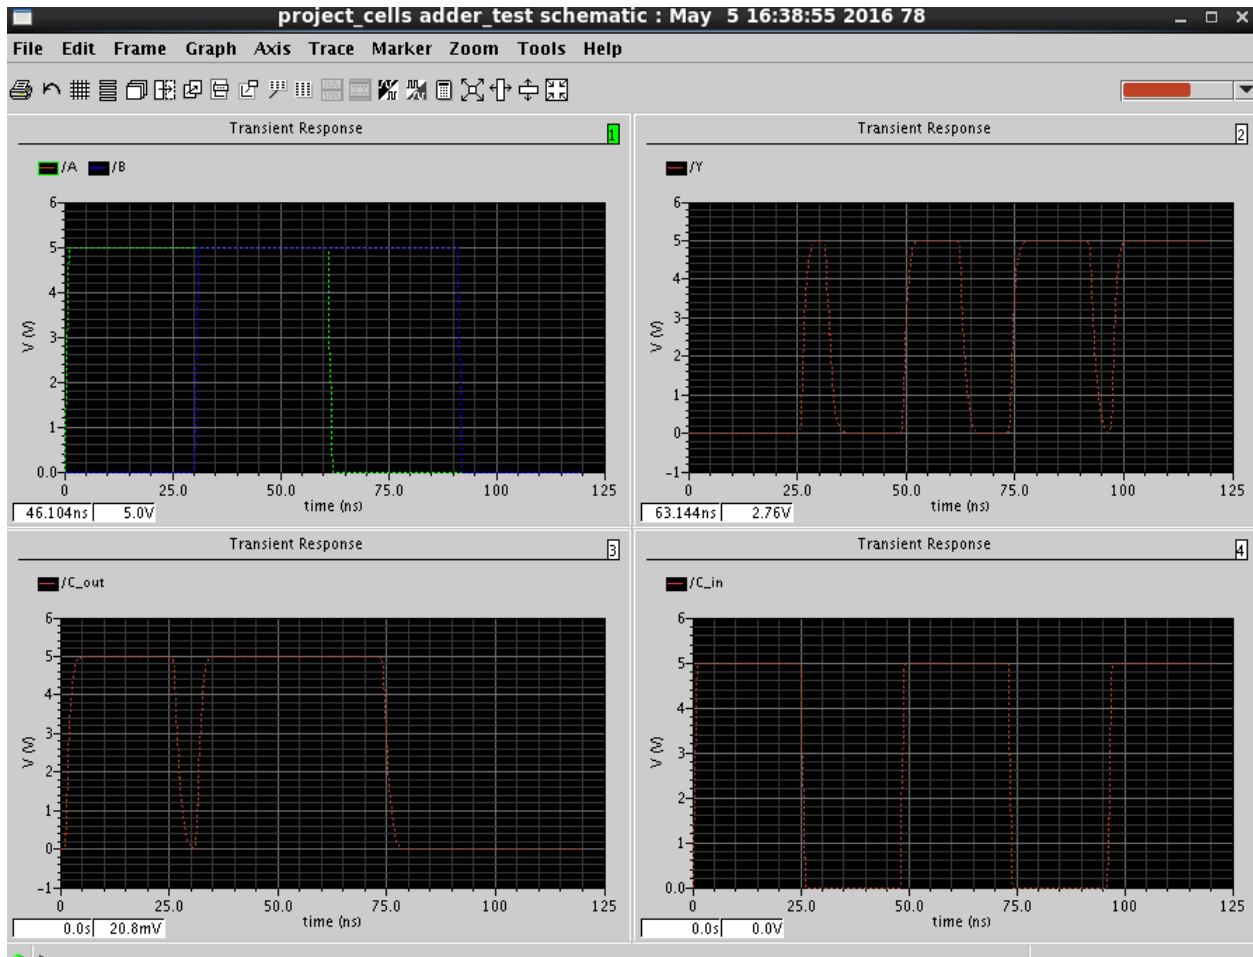 project_cells adder_test schematic : May 5 16:38:55 2016 78
File Edit Frame Graph Axis Trace Marker Zoom Tools Help
Transient Response
1
/A /B
6
5
4
3
2
1
0.0
V (V)
0 25.0 50.0 75.0 100 125
time (ns)
46.104ns 5.0V
Transient Response
2
/Y
6
5
4
3
2
1
0
-1
V (V)
0 25.0 50.0 75.0 100 125
time (ns)
63.144ns 2.76V
Transient Response
3
/C_out
6
5
4
3
2
1
0
-1
V (V)
0 25.0 50.0 75.0 100 125
time (ns)
0.0s 20.8mV
Transient Response
4
/C_in
6
5
4
3
2
1
0.0
V (V)
0 25.0 50.0 75.0 100 125
time (ns)
0.0s 0.0V